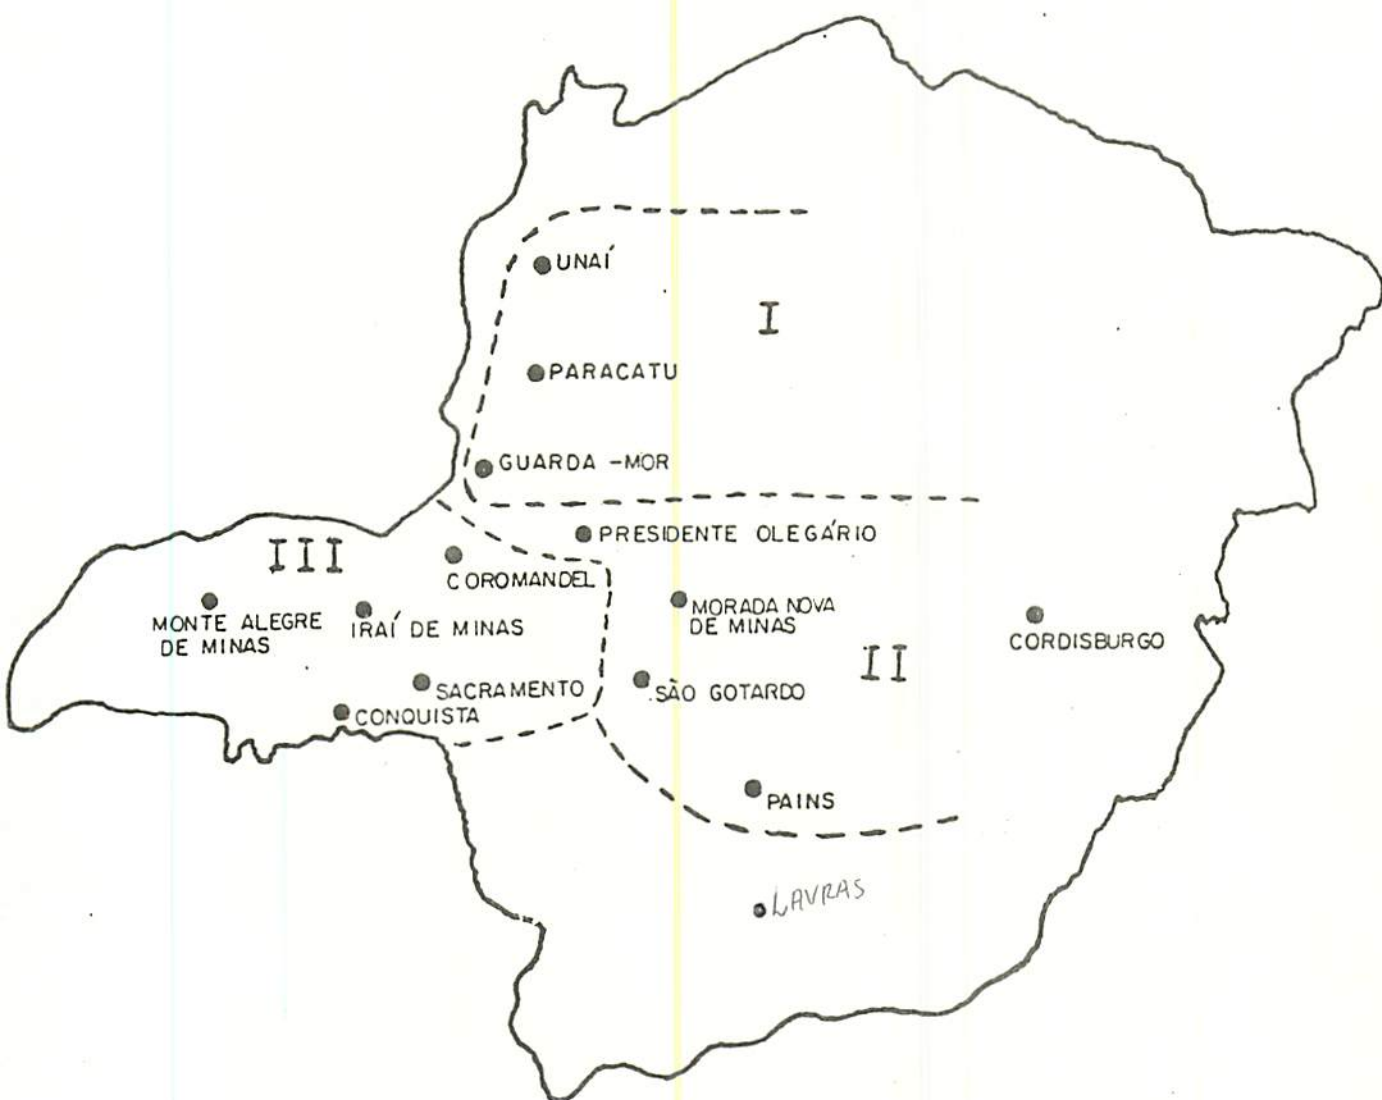 UNAÍ
I
PARACATU
GUARDA-MOR
PRESIDENTE OLEGÁRIO
III
COROMANDEL
MONTE ALEGRE
DE MINAS
IRAÍ DE MINAS
MORADA NOVA
DE MINAS
CORDISBURGO
II
SACRAMENTO
SÃO GOTARDO
CONQUISTA
PAINS
LAVRAS